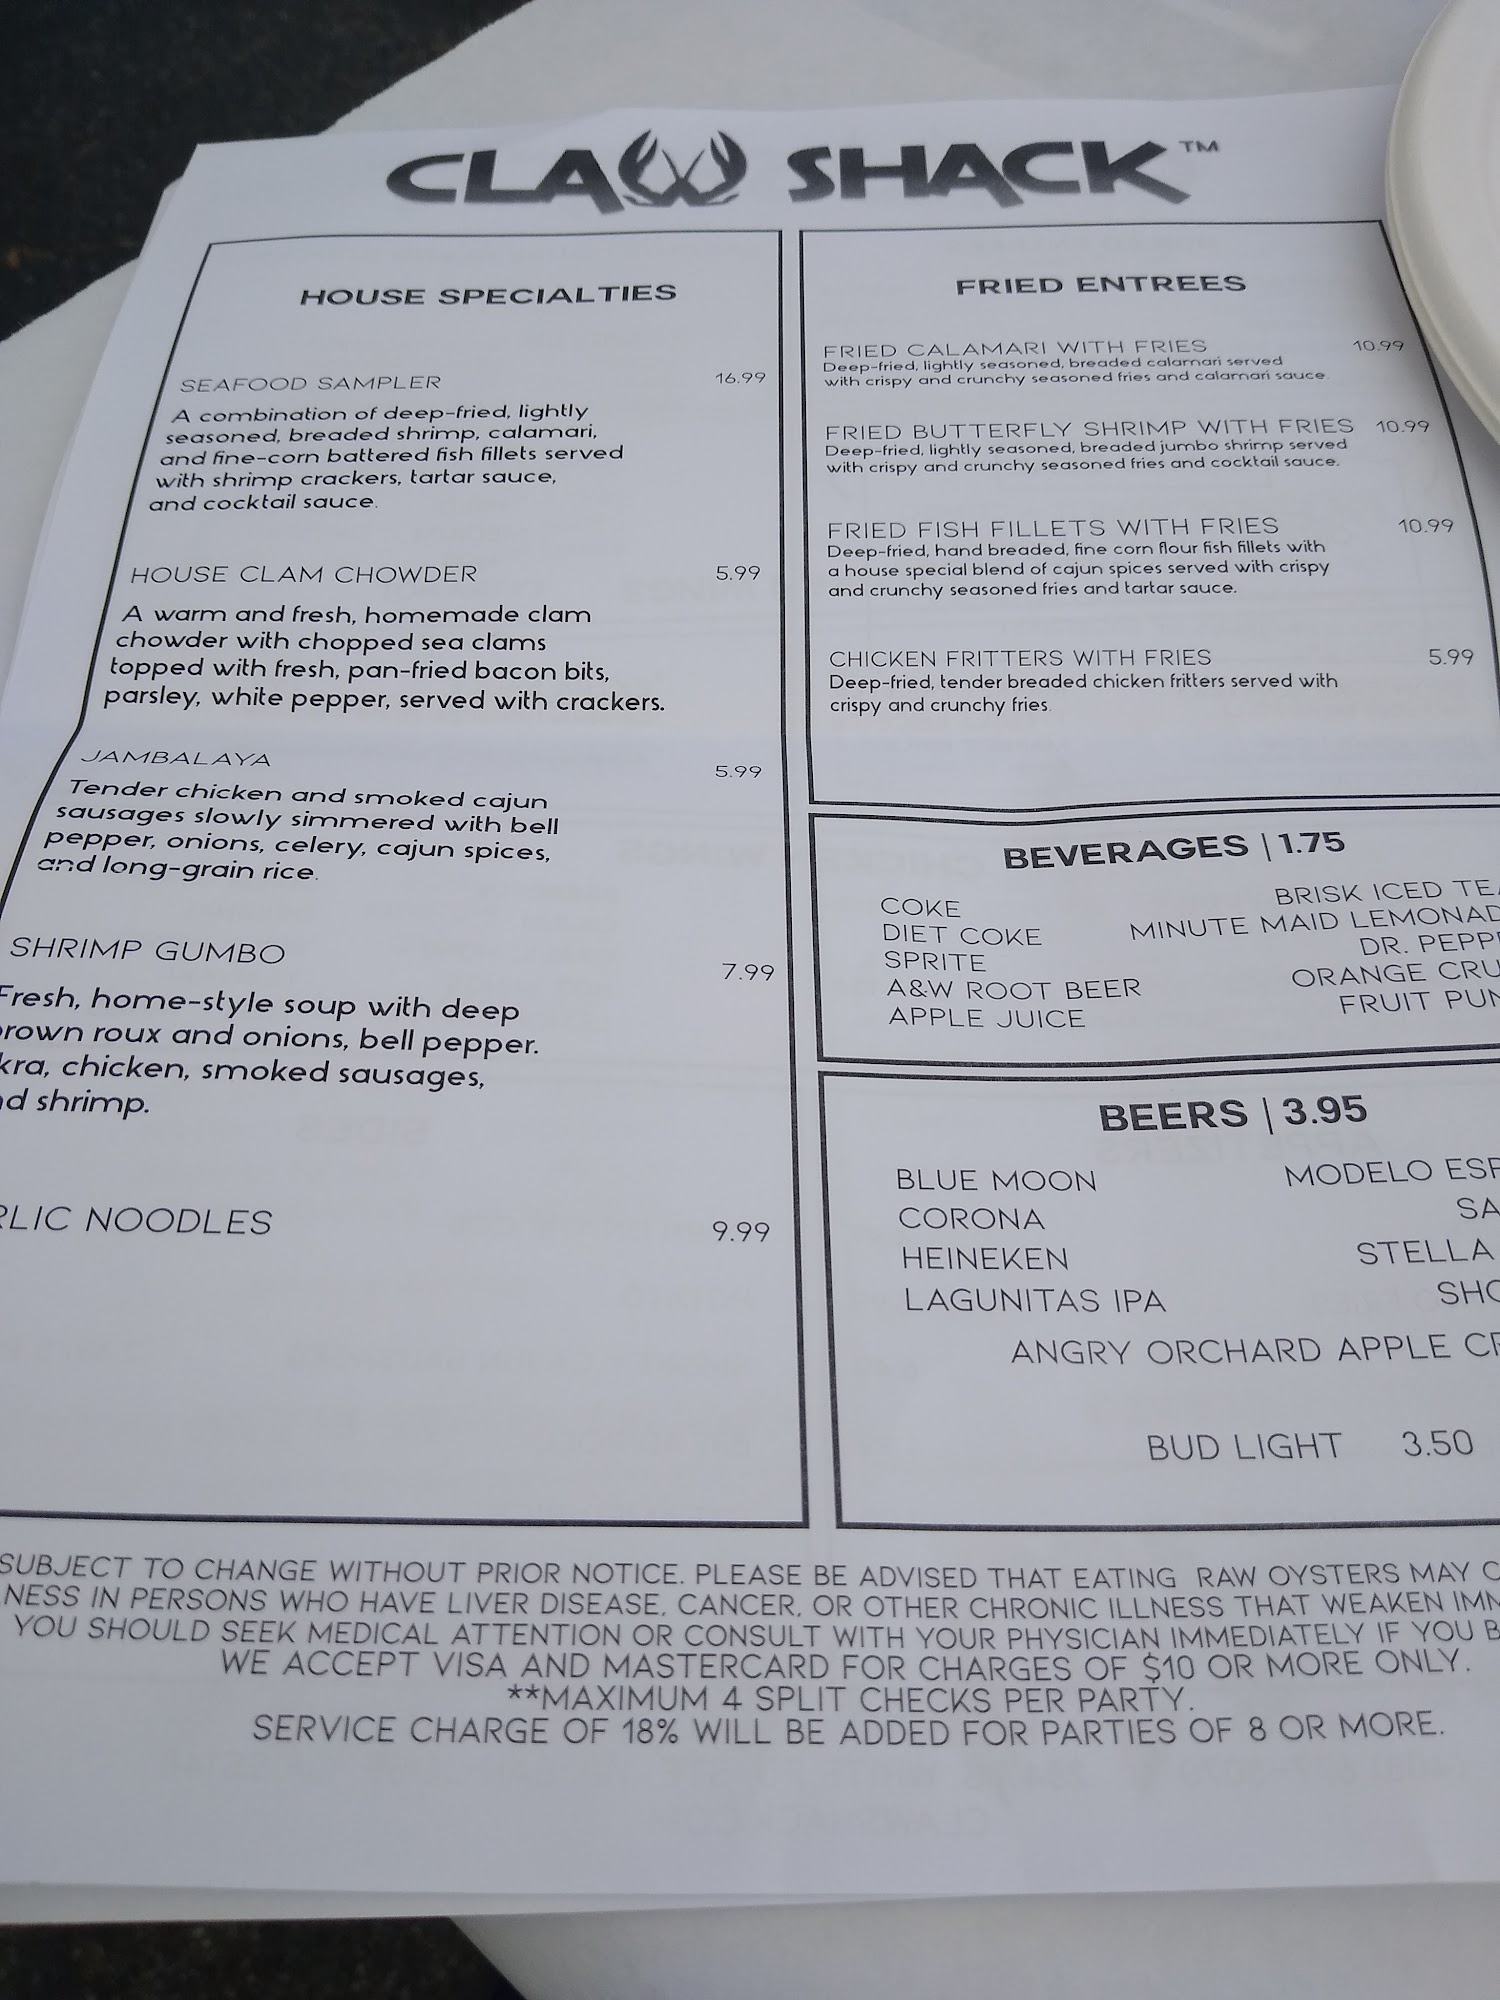 CLAW SHACK™
HOUSE SPECIALTIES
SEAFOOD SAMPLER 16.99
A combination of deep-fried, lightly
seasoned, breaded shrimp, calamari,
and fine-corn battered fish fillets served
with shrimp crackers, tartar sauce,
and cocktail sauce.
HOUSE CLAM CHOWDER 5.99
A warm and fresh, homemade clam
chowder with chopped sea clams
topped with fresh, pan-fried bacon bits,
parsley, white pepper, served with crackers.
JAMBALAYA 5.99
Tender chicken and smoked cajun
sausages slowly simmered with bell
pepper, onions, celery, cajun spices,
and long-grain rice.
SHRIMP GUMBO 7.99
Fresh, home-style soup with deep
rown roux and onions, bell pepper.
kra, chicken, smoked sausages,
nd shrimp.
RLIC NOODLES 9.99
FRIED ENTREES
FRIED CALAMARI WITH FRIES 10.99
Deep-fried, lightly seasoned, breaded calamari served
with crispy and crunchy seasoned fries and calamari sauce.
FRIED BUTTERFLY SHRIMP WITH FRIES 10.99
Deep-fried, lightly seasoned, breaded jumbo shrimp served
with crispy and crunchy seasoned fries and cocktail sauce.
FRIED FISH FILLETS WITH FRIES 10.99
Deep-fried, hand breaded, fine corn flour fish fillets with
a house special blend of cajun spices served with crispy
and crunchy seasoned fries and tartar sauce.
CHICKEN FRITTERS WITH FRIES 5.99
Deep-fried, tender breaded chicken fritters served with
crispy and crunchy fries.
BEVERAGES | 1.75
COKE
DIET COKE
SPRITE
A&W ROOT BEER
APPLE JUICE
BRISK ICED TEA
MINUTE MAID LEMONAD
DR. PEPP
ORANGE CRU
FRUIT PUN
BEERS | 3.95
BLUE MOON
CORONA
HEINEKEN
LAGUNITAS IPA
MODELO ESP
SA
STELLA
SHO
ANGRY ORCHARD APPLE CR
BUD LIGHT 3.50
SUBJECT TO CHANGE WITHOUT PRIOR NOTICE. PLEASE BE ADVISED THAT EATING RAW OYSTERS MAY C
NESS IN PERSONS WHO HAVE LIVER DISEASE, CANCER, OR OTHER CHRONIC ILLNESS THAT WEAKEN IMM
YOU SHOULD SEEK MEDICAL ATTENTION OR CONSULT WITH YOUR PHYSICIAN IMMEDIATELY IF YOU B
WE ACCEPT VISA AND MASTERCARD FOR CHARGES OF $10 OR MORE ONLY.
**MAXIMUM 4 SPLIT CHECKS PER PARTY.
SERVICE CHARGE OF 18% WILL BE ADDED FOR PARTIES OF 8 OR MORE.